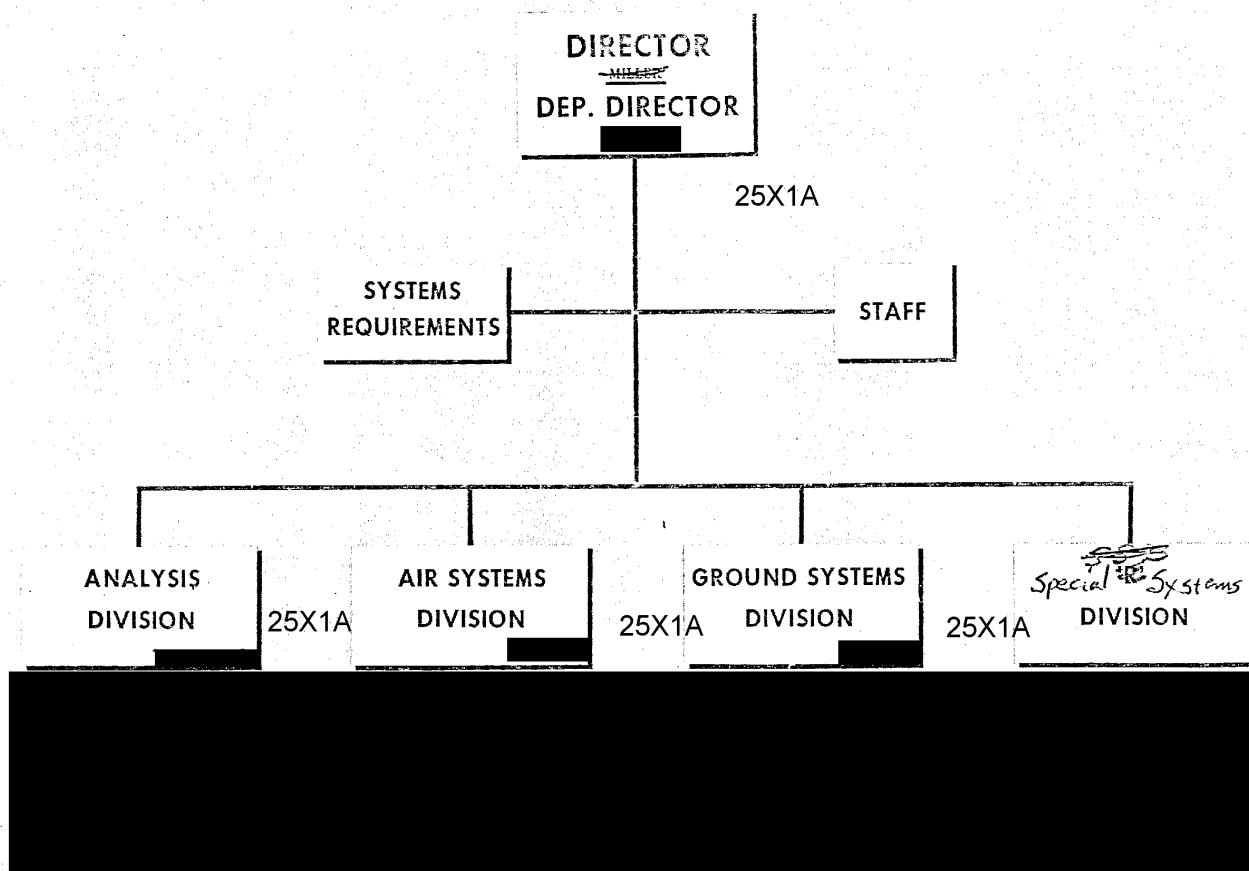 DIRECTOR
MILLER
DEP. DIRECTOR
25X1A
SYSTEMS
REQUIREMENTS
STAFF
ANALYSIS
DIVISION
25X1A
AIR SYSTEMS
DIVISION
25X1A
GROUND SYSTEMS
DIVISION
25X1A
Special "R" Systems
DIVISION